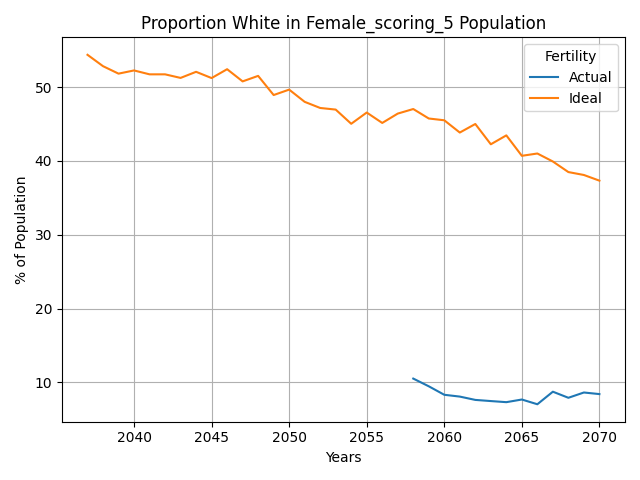 Proportion White in Female_scoring_5 Population
Fertility
Actual
Ideal
% of Population
50
40
30
20
10
2040 2045 2050 2055 2060 2065 2070
Years